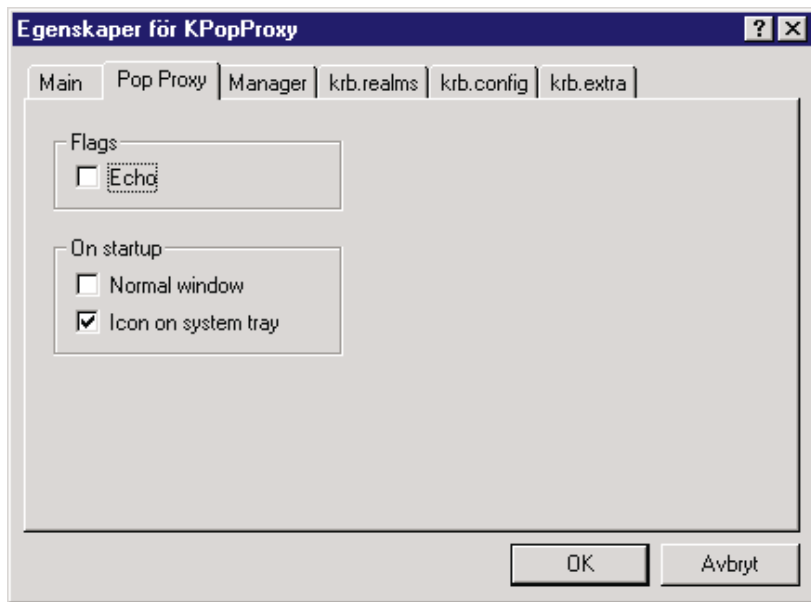 Egenskaper för KPopProxy
Main Pop Proxy Manager krb.realms krb.config krb.extra
Flags
Echo
On startup
Normal window
Icon on system tray
OK Avbryt